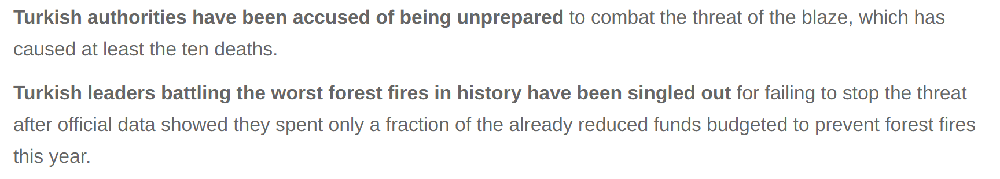 Turkish authorities have been accused of being unprepared to combat the threat of the blaze, which has
caused at least the ten deaths.
Turkish leaders battling the worst forest fires in history have been singled out for failing to stop the threat
after official data showed they spent only a fraction of the already reduced funds budgeted to prevent forest fires
this year.